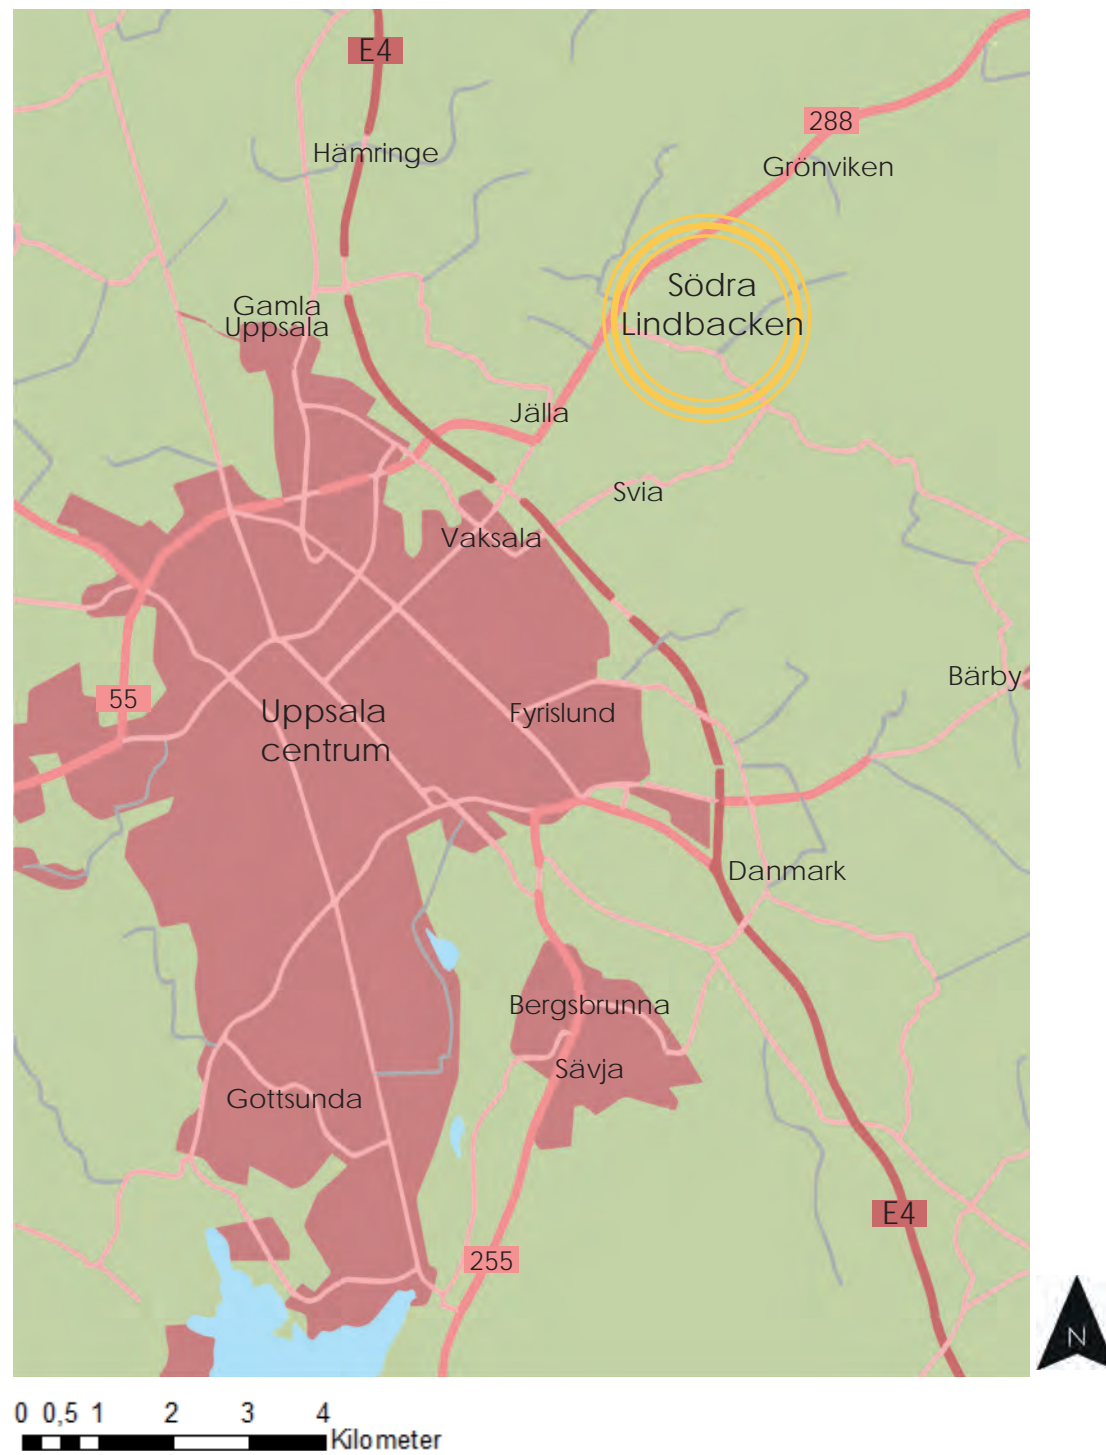 E4
288
Hämringe
Grönviken
Södra
Lindbacken
Gamla
Uppsala
Jälla
Svia
Vaksala
Bärby
55
Uppsala
centrum
Fyrislund
Danmark
Bergsbrunna
Sävja
Gottsunda
E4
255
N
0 0,5 1 2 3 4
Kilometer